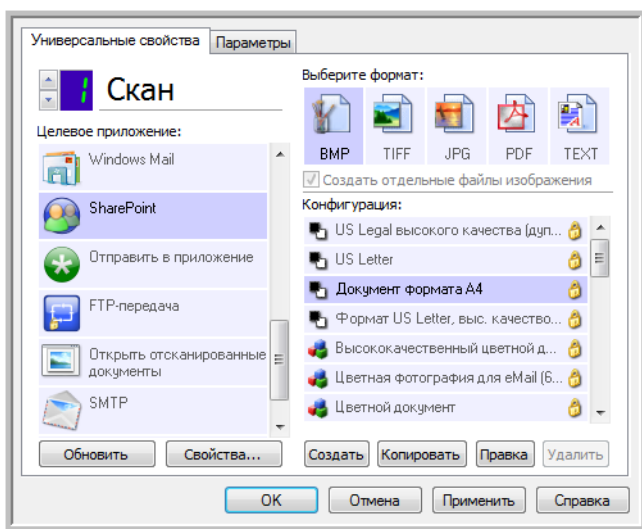 Универсальные свойства
Параметры
1
Скан
Целевое приложение:
Windows Mail
SharePoint
Отправить в приложение
FTP-передача
Открыть отсканированные
документы
SMTP
Обновить
Свойства...
Выберите формат:
BMP
TIFF
JPG
PDF
TEXT
Создать отдельные файлы изображения
Конфигурация:
US Legal высокого качества (дуп...
US Letter
Документ формата A4
Формат US Letter, выс. качество...
Высококачественный цветной д...
Цветная фотография для eMail (6...
Цветной документ
Создать
Копировать
Правка
Удалить
OK
Отмена
Применить
Справка